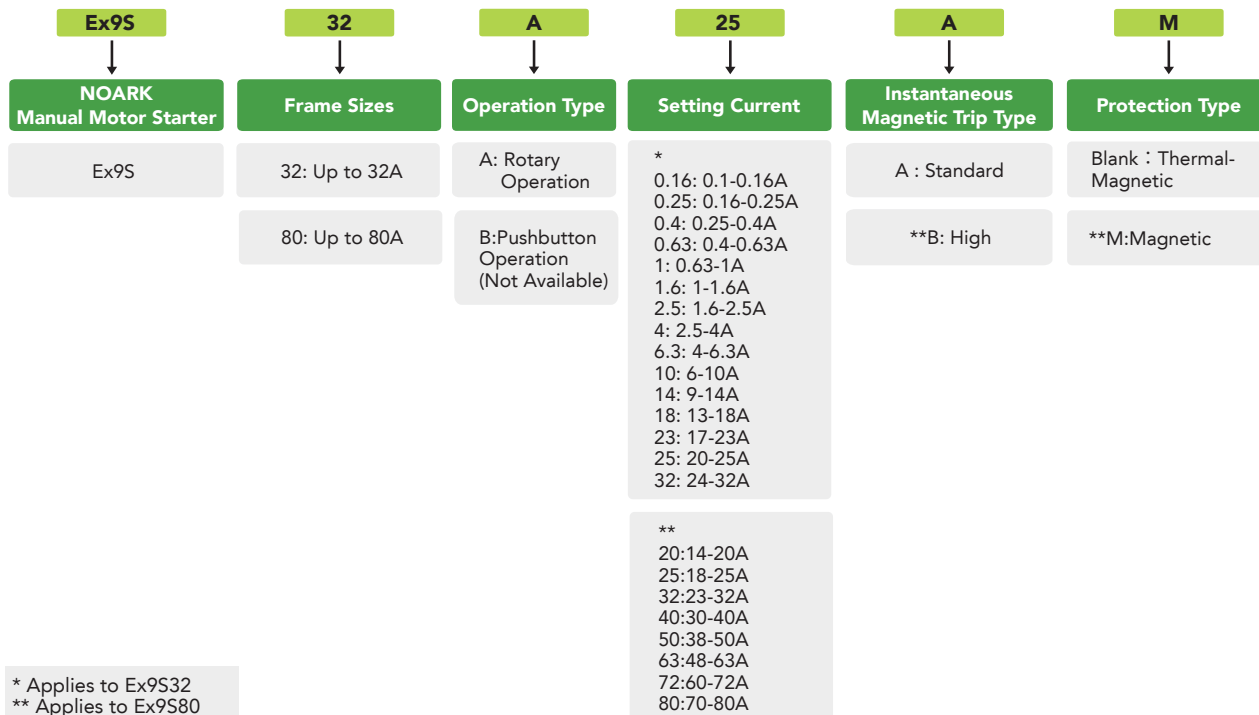 Ex9S
32
A
25
A
M
NOARK
Manual Motor Starter
Frame Sizes
Operation Type
Setting Current
Instantaneous
Magnetic Trip Type
Protection Type
Ex9S
32: Up to 32A
80: Up to 80A
A: Rotary
Operation
B:Pushbutton
Operation
(Not Available)
*
0.16: 0.1-0.16A
0.25: 0.16-0.25A
0.4: 0.25-0.4A
0.63: 0.4-0.63A
1: 0.63-1A
1.6: 1-1.6A
2.5: 1.6-2.5A
4: 2.5-4A
6.3: 4-6.3A
10: 6-10A
14: 9-14A
18: 13-18A
23: 17-23A
25: 20-25A
32: 24-32A
**
20:14-20A
25:18-25A
32:23-32A
40:30-40A
50:38-50A
63:48-63A
72:60-72A
80:70-80A
A : Standard
**B: High
Blank：Thermal-
Magnetic
**M:Magnetic
* Applies to Ex9S32
** Applies to Ex9S80